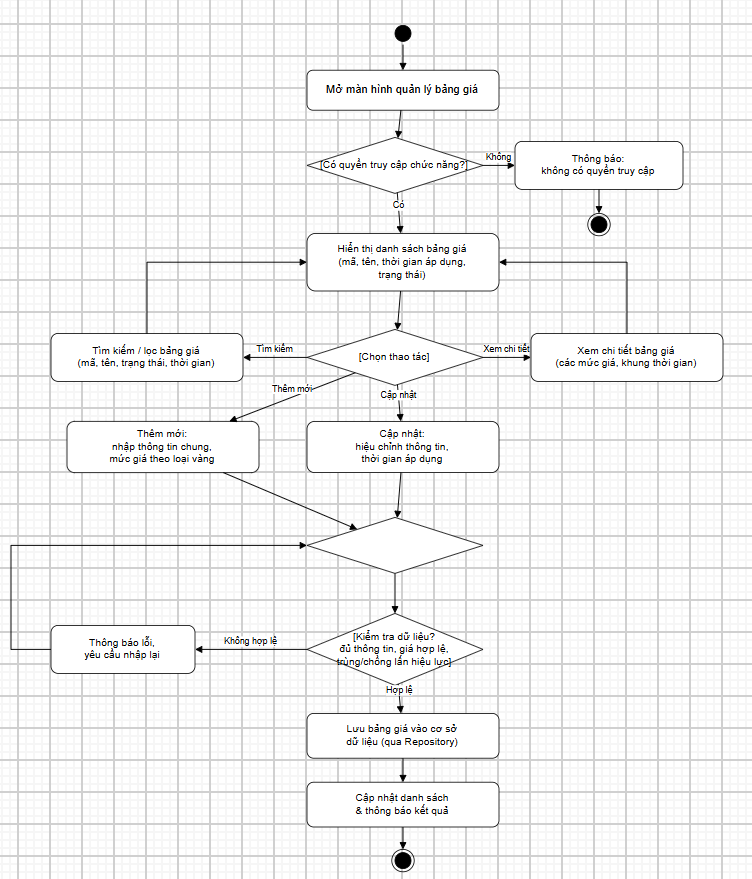 Mở màn hình quản lý bảng giá
[Có quyền truy cập chức năng?]
Không
Thông báo:
không có quyền truy cập
Có
Hiển thị danh sách bảng giá
(mã, tên, thời gian áp dụng,
trạng thái)
Tìm kiếm / lọc bảng giá
(mã, tên, trạng thái, thời gian)
Tìm kiếm
[Chọn thao tác]
Xem chi tiết
Xem chi tiết bảng giá
(các mức giá, khung thời gian)
Thêm mới
Cập nhật
Thêm mới:
nhập thông tin chung,
mức giá theo loại vàng
Cập nhật:
hiệu chỉnh thông tin,
thời gian áp dụng
Thông báo lỗi,
yêu cầu nhập lại
Không hợp lệ
[Kiểm tra dữ liệu?
đủ thông tin, giá hợp lệ,
trùng/chồng lấn hiệu lực]
Hợp lệ
Lưu bảng giá vào cơ sở
dữ liệu (qua Repository)
Cập nhật danh sách
& thông báo kết quả